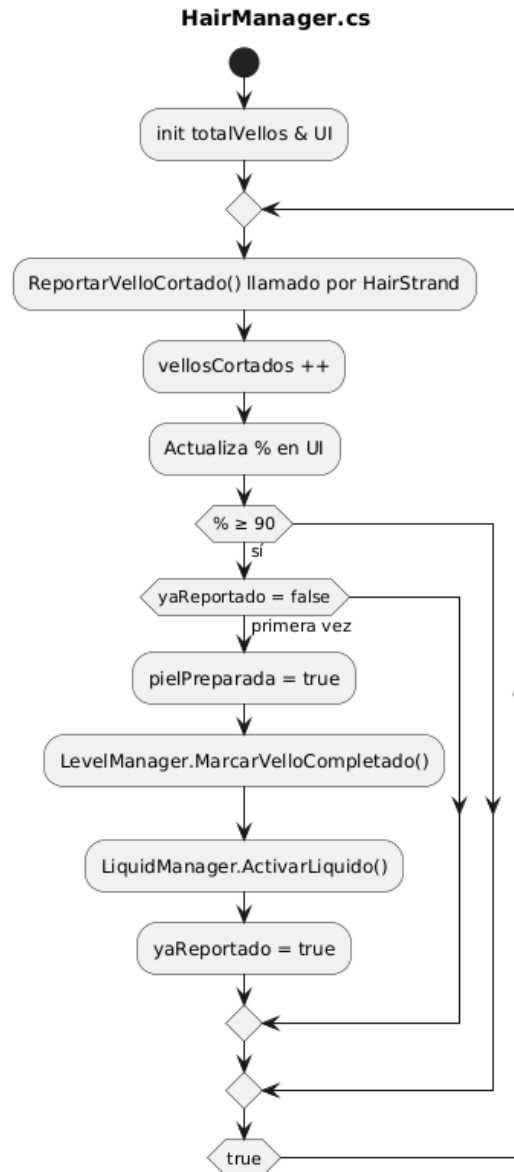 HairManager.cs
init totalVellos & UI
ReportarVelloCortado() llamado por HairStrand
vellosCortados ++
Actualiza % en UI
% ≥ 90
sí
yaReportado = false
primera vez
pielPreparada = true
LevelManager.MarcarVelloCompletado()
LiquidManager.ActivarLiquido()
yaReportado = true
true